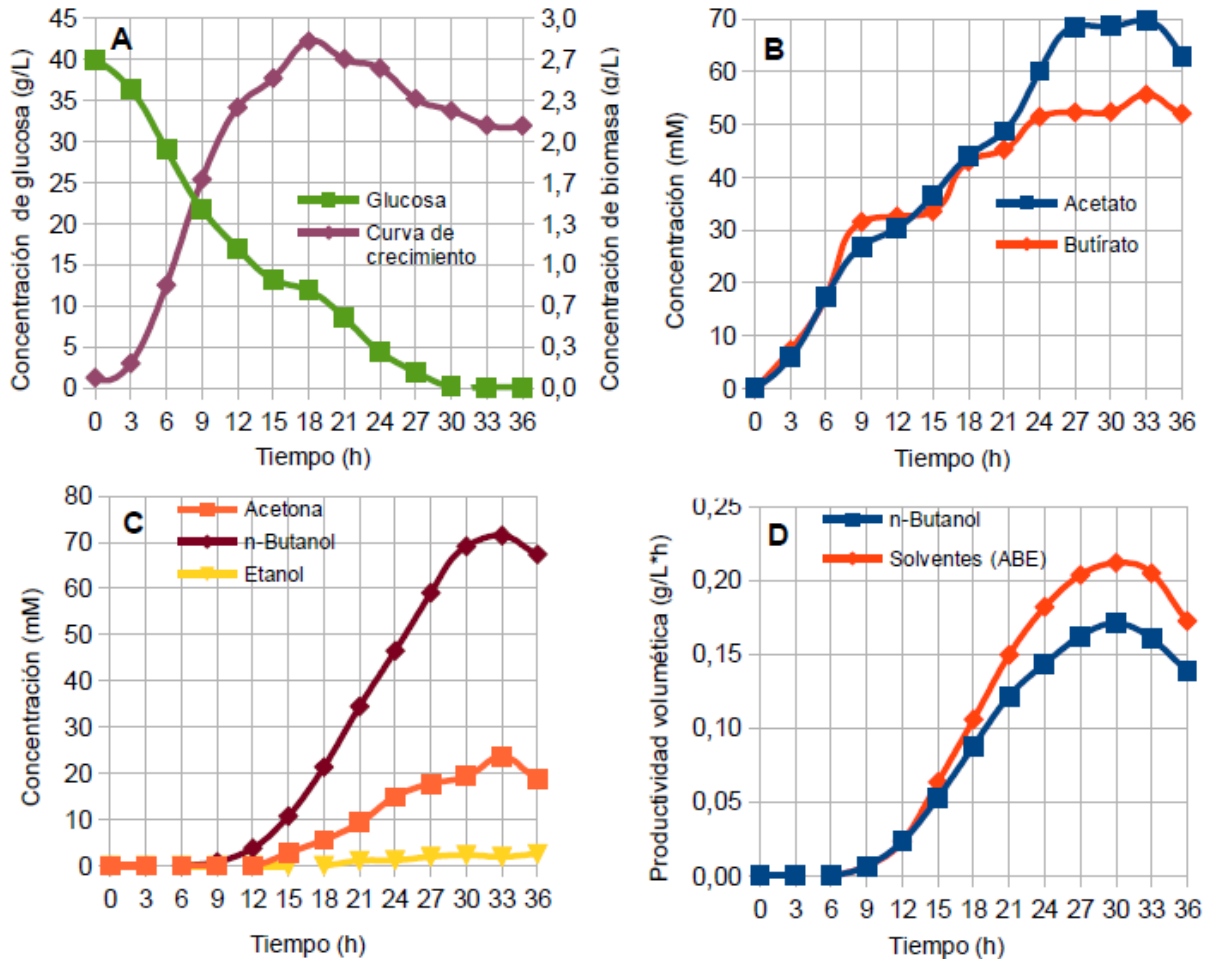 A
Concentración de glucosa (g/L)
45
40
35
30
25
20
15
10
5
0
3,0
2,7
2,3
2,0
1,7
1,3
1,0
0,7
0,3
0,0
Concentración de biomasa (g/L)
Glucosa
Curva de
crecimiento
0 3 6 9 12 15 18 21 24 27 30 33 36
Tiempo (h)
B
Concentración (mM)
70
60
50
40
30
20
10
0
Acetato
Butírato
0 3 6 9 12 15 18 21 24 27 30 33 36
Tiempo (h)
C
Concentración (mM)
80
70
60
50
40
30
20
10
0
Acetona
n-Butanol
Etanol
0 3 6 9 12 15 18 21 24 27 30 33 36
Tiempo (h)
D
Productividad volumética (g/L*h)
0,25
0,20
0,15
0,10
0,05
0,00
n-Butanol
Solventes (ABE)
0 3 6 9 12 15 18 21 24 27 30 33 36
Tiempo (h)